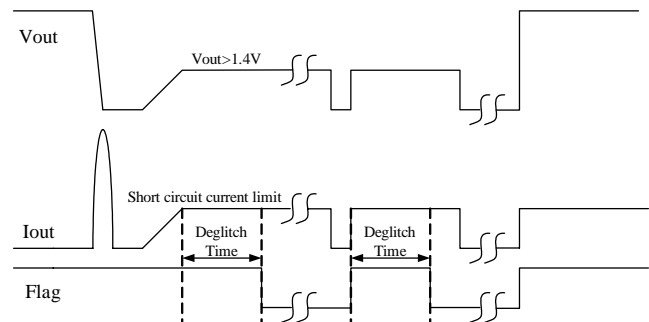 Vout
Vout>1.4V
Short circuit current limit
Iout
Deglitch
Time
Deglitch
Time
Flag